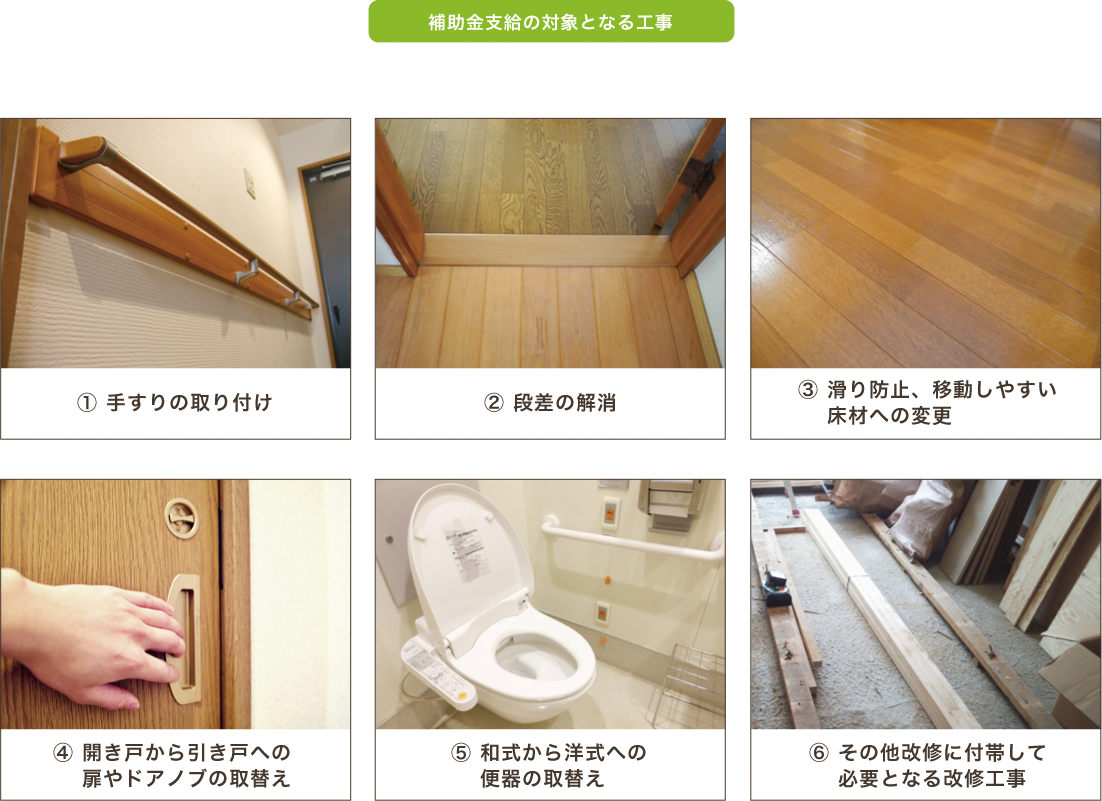 補助金支給の対象となる工事
① 手すりの取り付け
② 段差の解消
③ 滑り防止、移動しやすい
床材への変更
④ 開き戸から引き戸への
扉やドアノブの取替え
⑤ 和式から洋式への
便器の取替え
⑥ その他改修に付帯して
必要となる改修工事